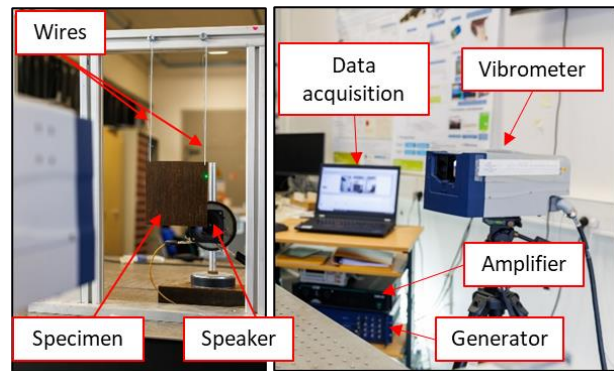 Wires
Specimen
Speaker
Data
acquisition
Vibrometer
Amplifier
Generator